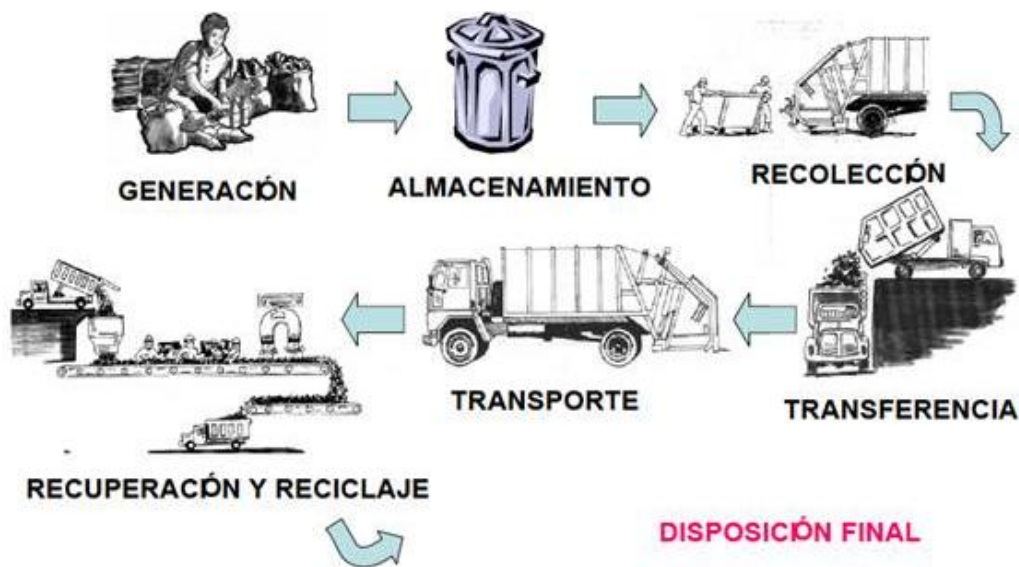 GENERACIÓN
ALMACENAMIENTO
RECOLECCIÓN
TRANSFERENCIA
TRANSPORTE
RECUPERACIÓN Y RECICLAJE
DISPOSICIÓN FINAL